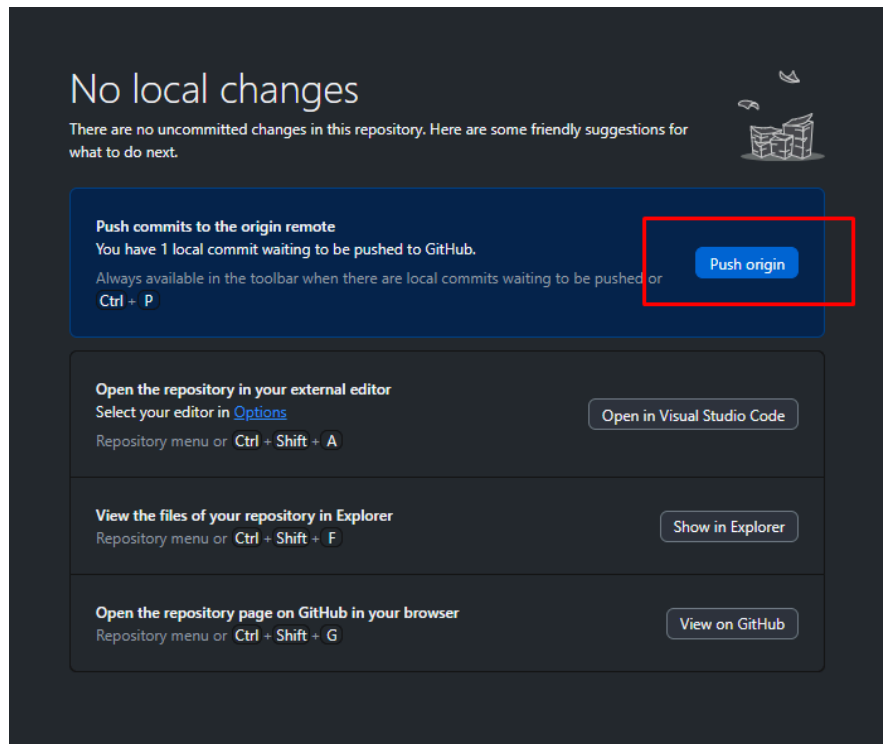 No local changes
There are no uncommitted changes in this repository. Here are some friendly suggestions for
what to do next.
Push commits to the origin remote
You have 1 local commit waiting to be pushed to GitHub.
Always available in the toolbar when there are local commits waiting to be pushed or
Ctrl + P
Push origin
Open the repository in your external editor
Select your editor in Options
Repository menu or Ctrl + Shift + A
Open in Visual Studio Code
View the files of your repository in Explorer
Repository menu or Ctrl + Shift + F
Show in Explorer
Open the repository page on GitHub in your browser
Repository menu or Ctrl + Shift + G
View on GitHub